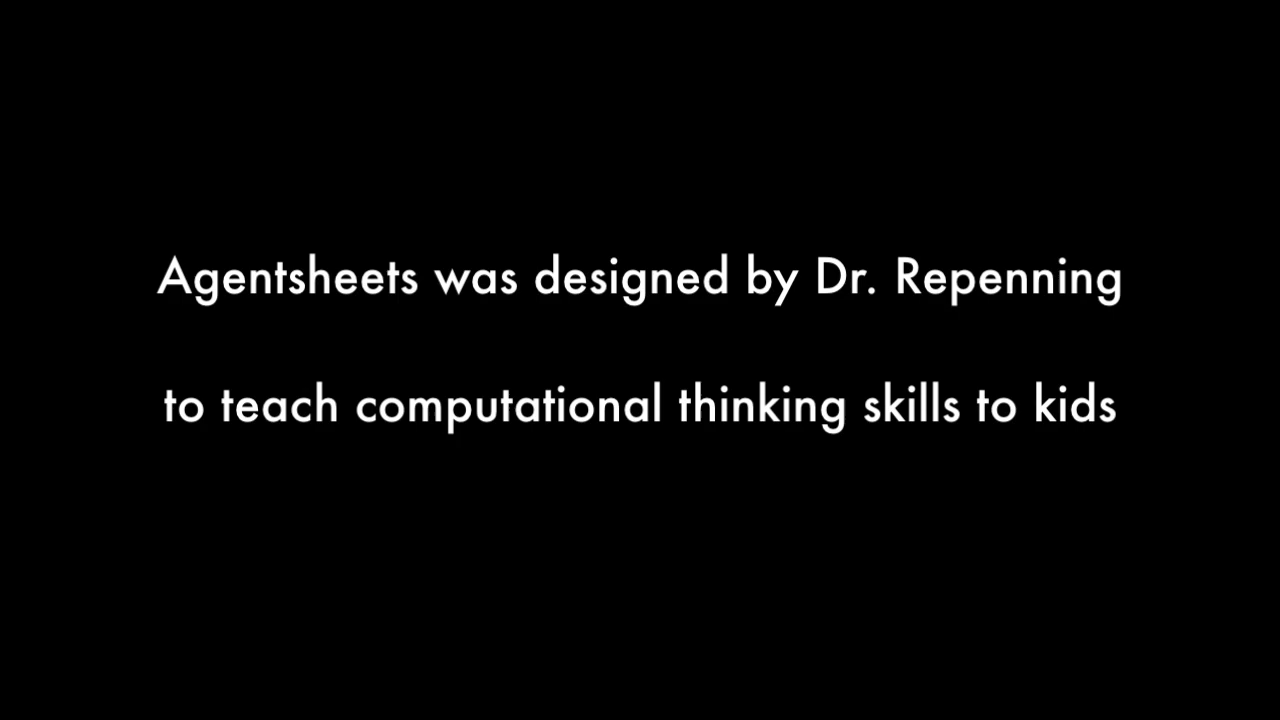 Agentsheets was designed by Dr. Repenning
to teach computational thinking skills to kids